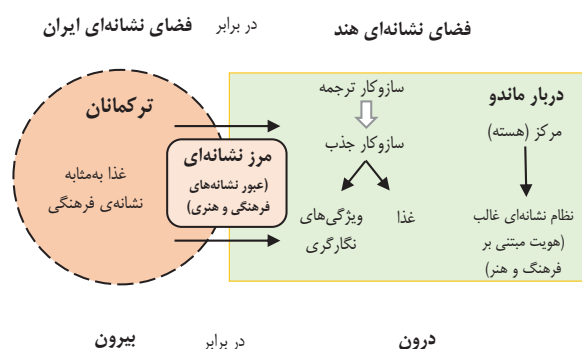 فضای نشانه‌ای هند
در برابر
فضای نشانه‌ای ایران
دربار ماندو
مرکز (هسته)
نظام نشانه‌ای غالب
(هویت مبتنی بر
فرهنگ و هنر)
سازوکار ترجمه
سازوکار جذب
غذا
ویژگی‌های
نگارگری
مرز نشانه‌ای
(عبور نشانه‌های
فرهنگی و هنری)
ترکمانان
غذا به‌مثابه
نشانه‌ی فرهنگی
درون
در برابر
بیرون